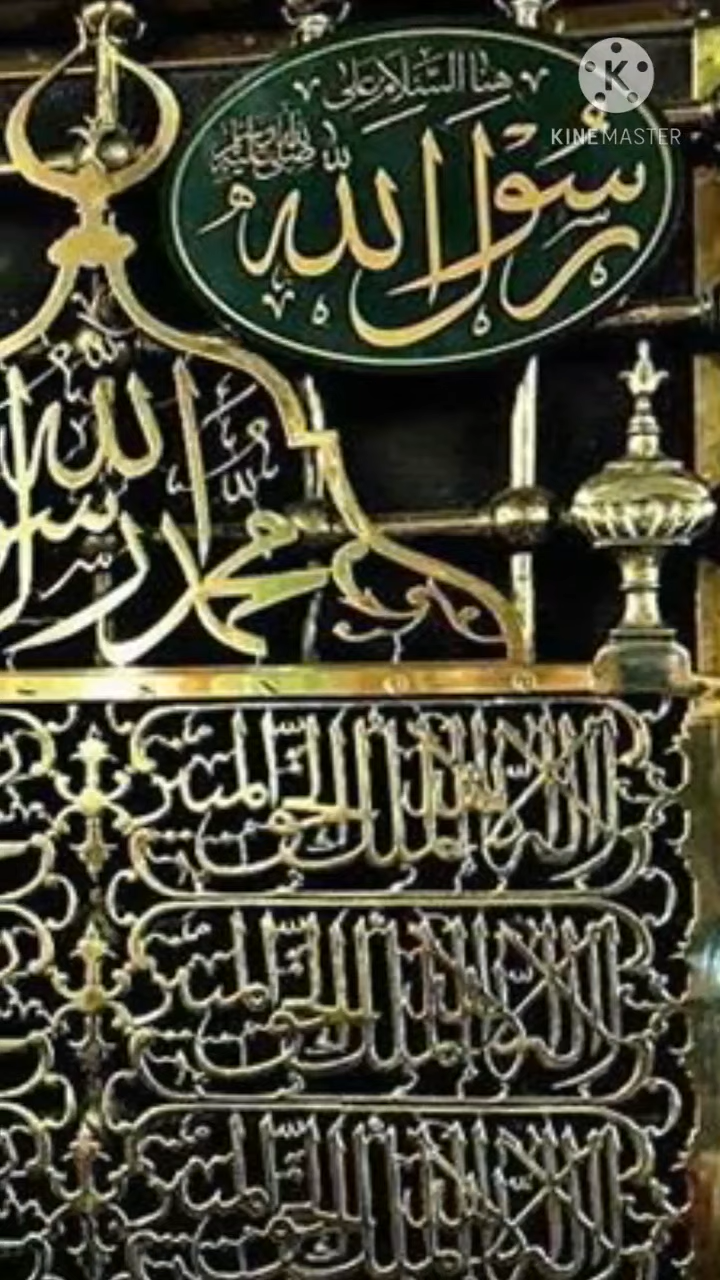 هنا السلام على
رسول الله
صلى الله عليه وسلم
KINEMASTER
الله
محمد رسول
لا إله إلا الله الملك الحق المبين
لا إله إلا الله الملك الحق المبين
لا إله إلا الله الملك الحق المبين